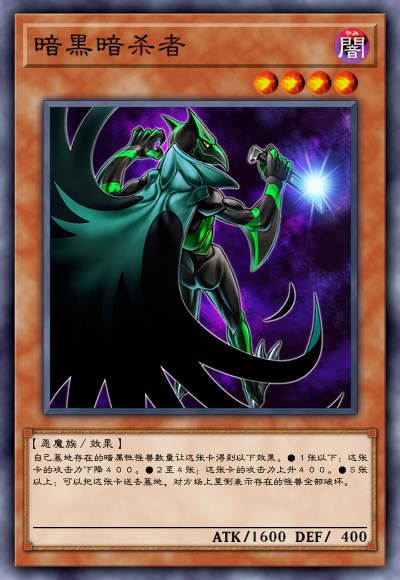 暗黑暗杀者
やみ
闇
【恶魔族／效果】
自己墓地存在的暗属性怪兽数量让这张卡得到以下效果。●1张以下：这张
卡的攻击力下降400。●2至4张：这张卡的攻击力上升400。●5张
以上：可以把这张卡送去墓地，对方场上里侧表示存在的怪兽全部破坏。
ATK/1600 DEF/ 400